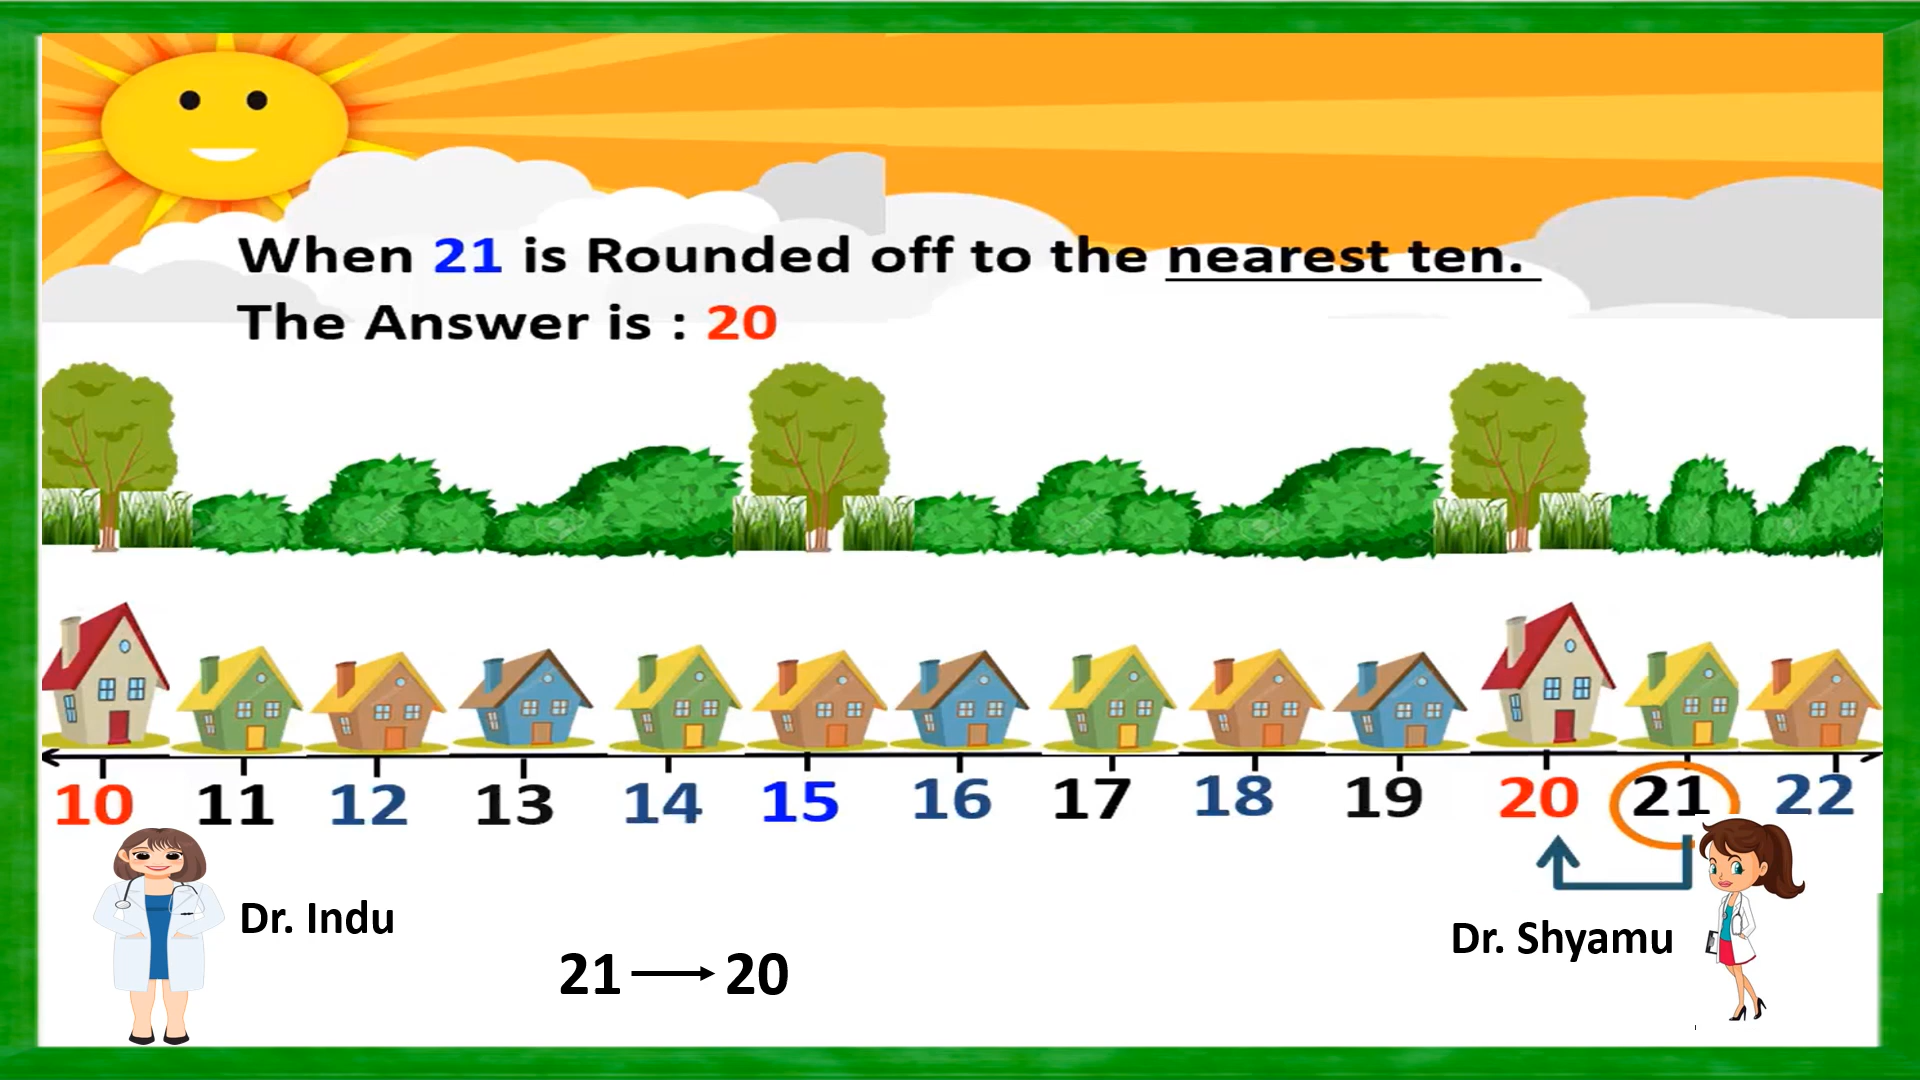 When 21 is Rounded off to the nearest ten.
The Answer is : 20
10 11 12 13 14 15 16 17 18 19 20 21 22
Dr. Indu
Dr. Shyamu
21 → 20